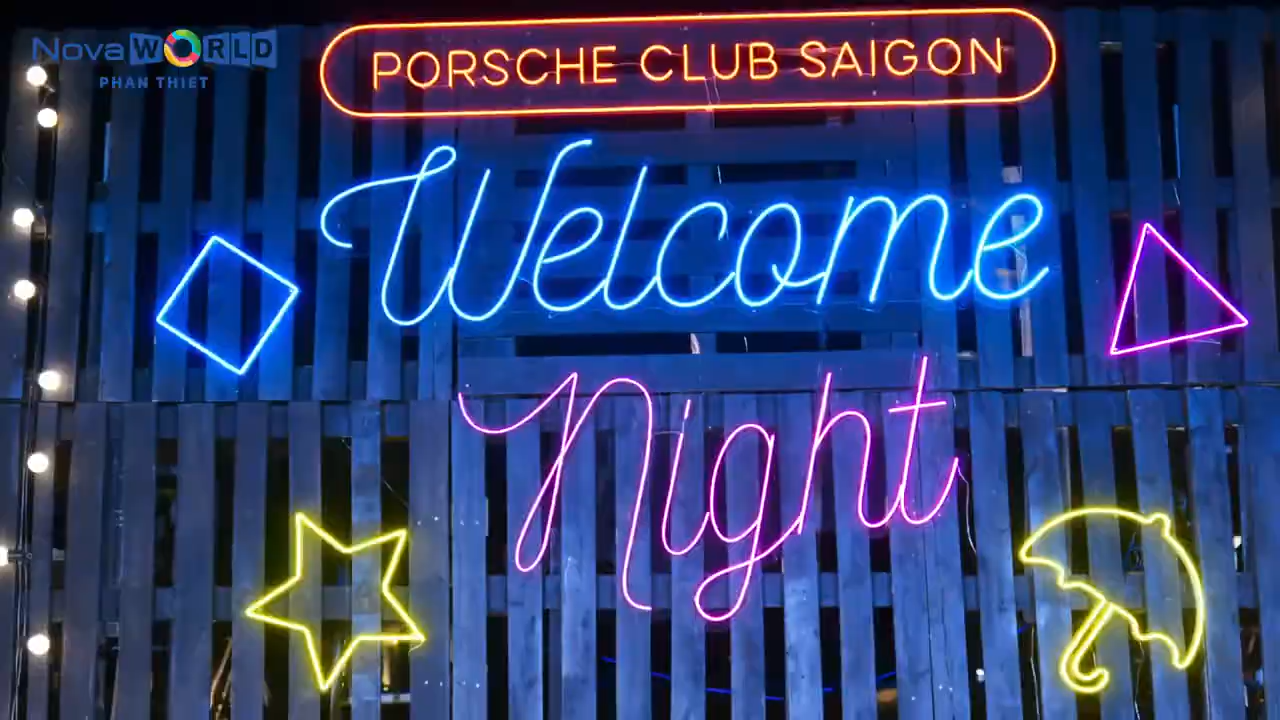 NovaWORLD
PHAN THIET
PORSCHE CLUB SAIGON
Welcome
Night